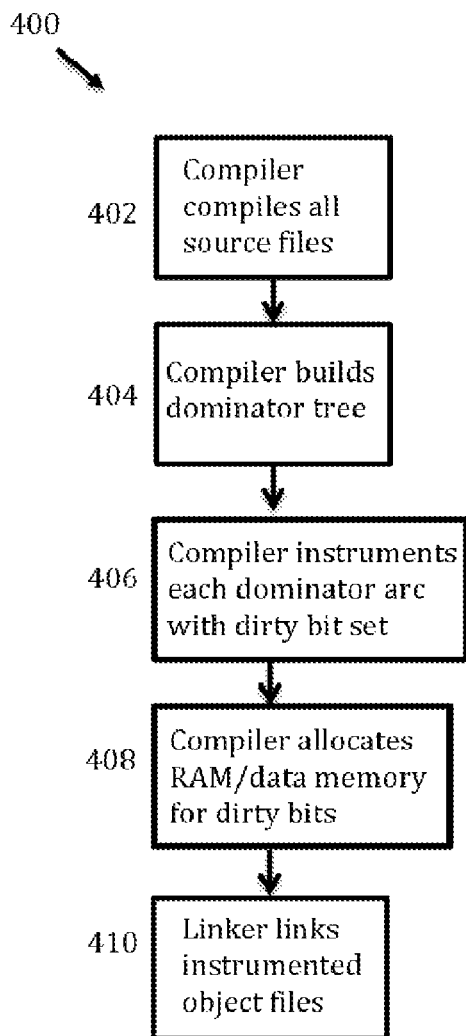 400
402
Compiler
compiles all
source files
404
Compiler builds
dominator tree
406
Compiler instruments
each dominator arc
with dirty bit set
408
Compiler allocates
RAM/data memory
for dirty bits
410
Linker links
instrumented
object files